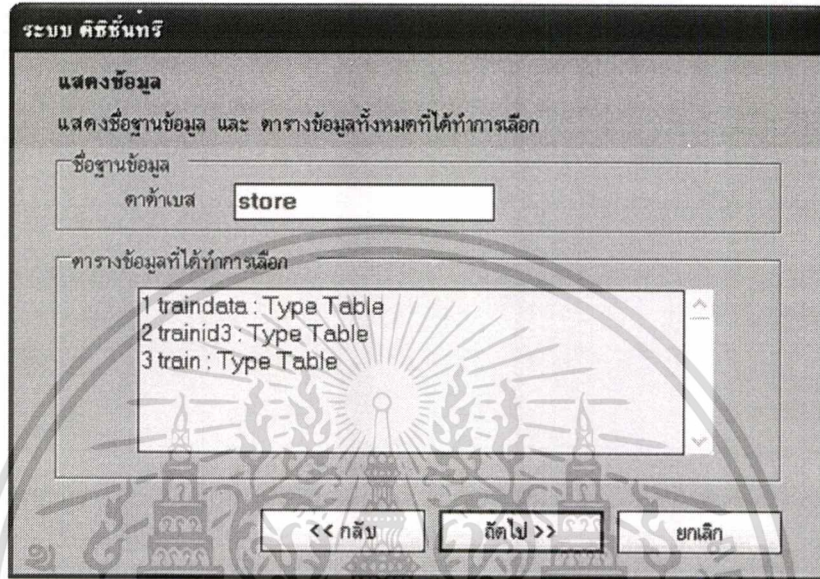 ระบบ ดิซิชั่นทรี
แสดงข้อมูล
แสดงชื่อฐานข้อมูล และ ตารางข้อมูลทั้งหมดที่ได้ทำการเลือก
ชื่อฐานข้อมูล
ดาต้าเบส store
ตารางข้อมูลที่ได้ทำการเลือก
1 traindata : Type Table
2 trainid3 : Type Table
3 train : Type Table
<< กลับ ถัดไป >> ยกเลิก